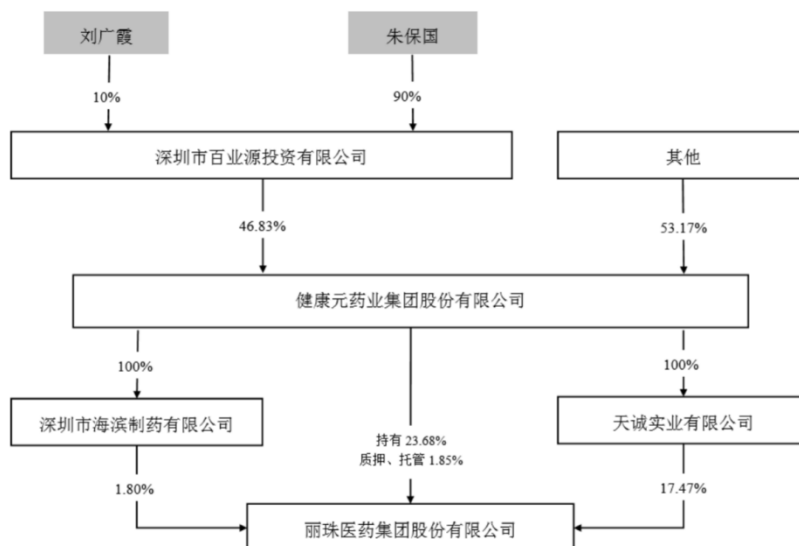 刘广霞
朱保国
10%
90%
深圳市百业源投资有限公司
其他
46.83%
53.17%
健康元药业集团股份有限公司
100%
100%
深圳市海滨制药有限公司
天诚实业有限公司
持有 23.68%
质押、托管 1.85%
1.80%
17.47%
丽珠医药集团股份有限公司